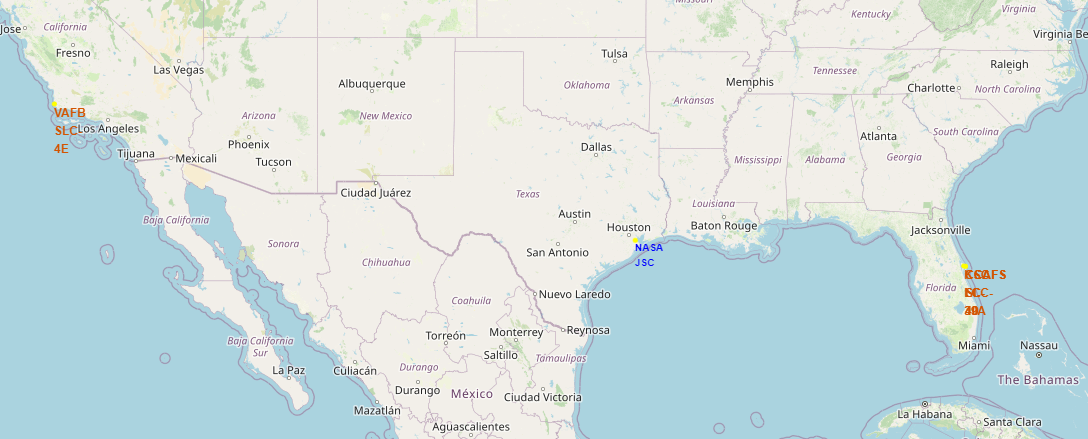 Missouri
California
Kentucky
Virginia
Jose
Virginia Be
Fresno
Tulsa
Las Vegas
Raleigh
Tennessee
Albuquerque
Oklahoma
Memphis
Charlotte
North Carolina
Arkansas
VAFB
SLC-
4E
Los Angeles
Arizona
New Mexico
South Carolina
Atlanta
Phoenix
Dallas
Tijuana
Mexicali
Tucson
Mississippi
Alabama
Georgia
Ciudad Juárez
Texas
Louisiana
Baja California
Austin
Houston
Baton Rouge
Jacksonville
Sonora
San Antonio
NASA
JSC
Chihuahua
Florida
Coahuila
Nuevo Laredo
Monterrey
Reynosa
Torreón
Miami
Nassau
Baja California
Sur
Saltillo
Tamaulipas
La Paz
Culiacán
Durango
The Bahamas
Durango
México
Ciudad Victoria
Mazatlán
La Habana
Santa Clara
Aguascalientes